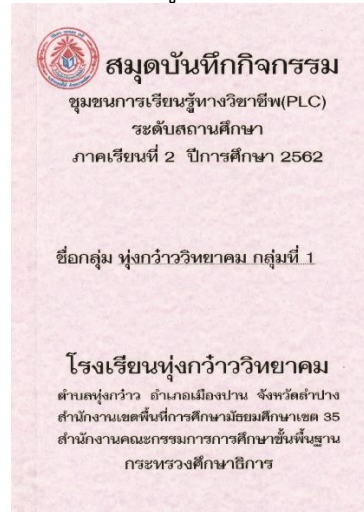 สมุดบันทึกกิจกรรม
ชุมชนการเรียนรู้ทางวิชาชีพ(PLC)
ระดับสถานศึกษา
ภาคเรียนที่ 2 ปีการศึกษา 2562
ชื่อกลุ่ม ทุ่งกว๋าววิทยาคม กลุ่มที่ 1
โรงเรียนทุ่งกว๋าววิทยาคม
ตำบลทุ่งกว๋าว อำเภอเมืองปาน จังหวัดลำปาง
สำนักงานเขตพื้นที่การศึกษามัธยมศึกษาเขต 35
สำนักงานคณะกรรมการการศึกษาขั้นพื้นฐาน
กระทรวงศึกษาธิการ